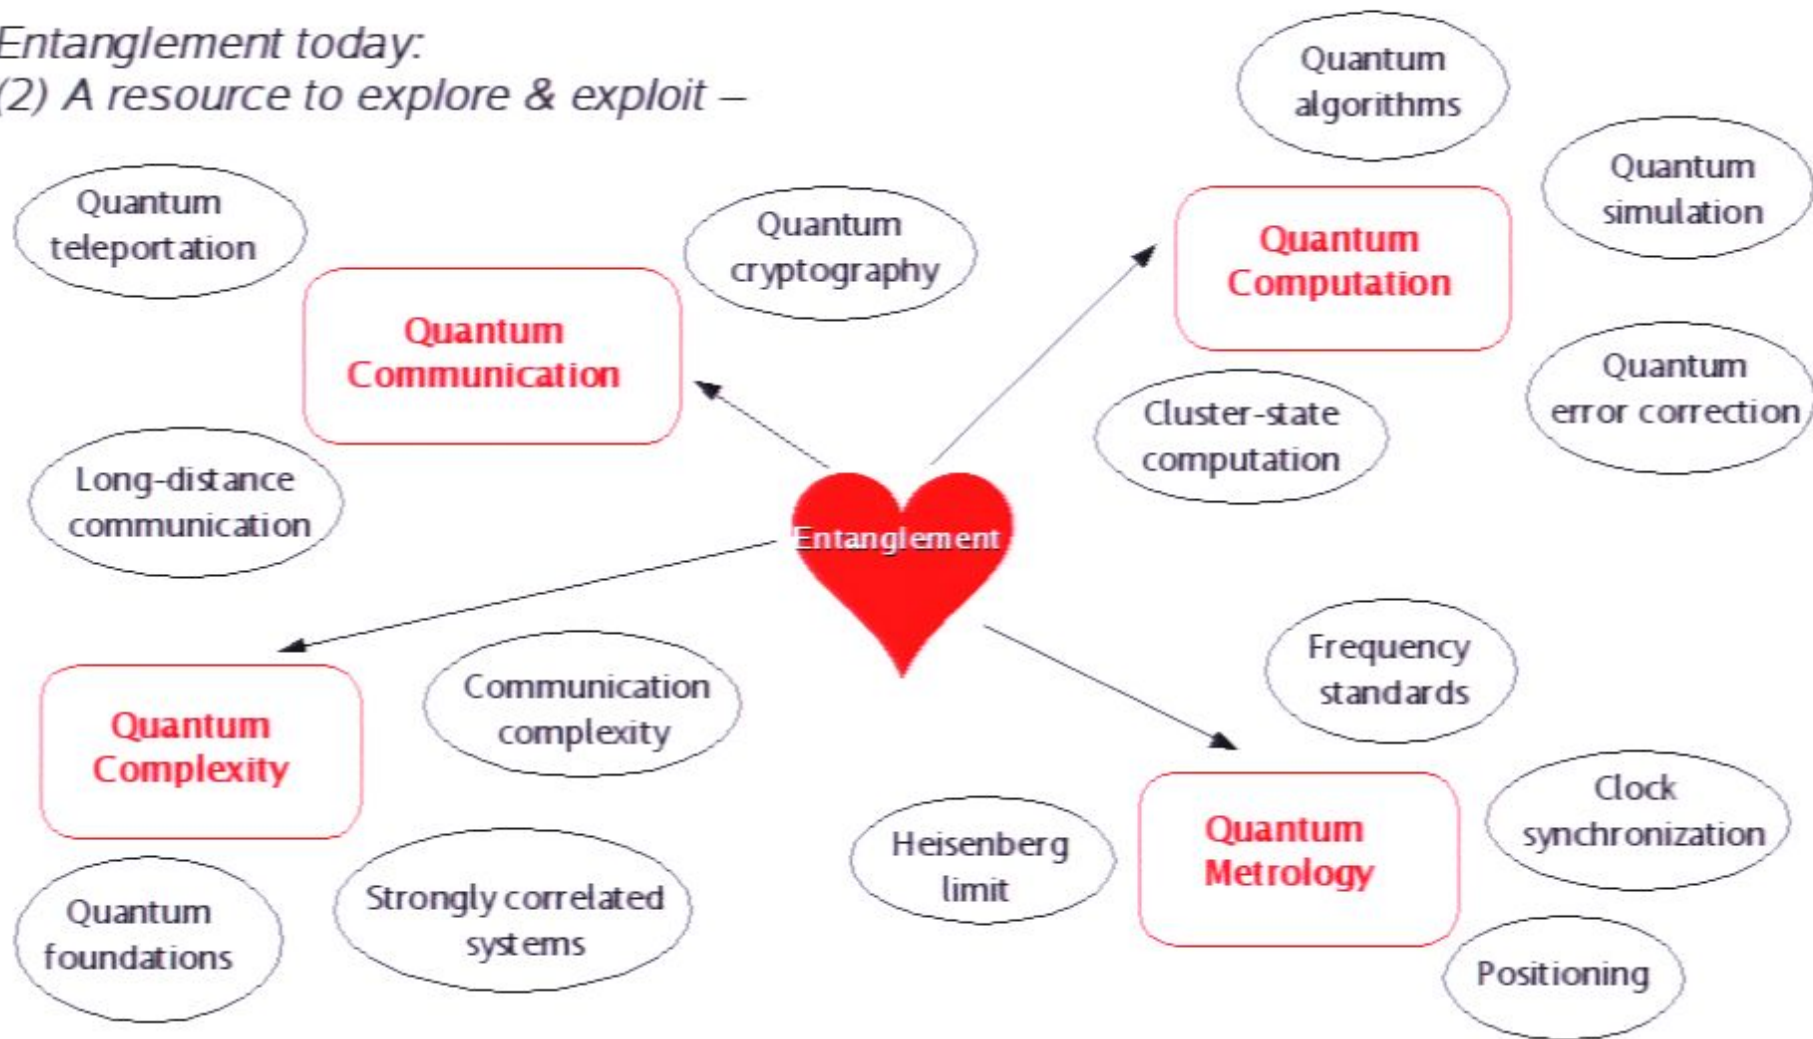 Entanglement today:
(2) A resource to explore & exploit –
Quantum
algorithms
Quantum
simulation
Quantum
teleportation
Quantum
cryptography
Quantum
Computation
Quantum
Communication
Quantum
error correction
Cluster-state
computation
Long-distance
communication
Entanglement
Frequency
standards
Communication
complexity
Quantum
Complexity
Clock
synchronization
Quantum
Metrology
Heisenberg
limit
Strongly correlated
systems
Quantum
foundations
Positioning